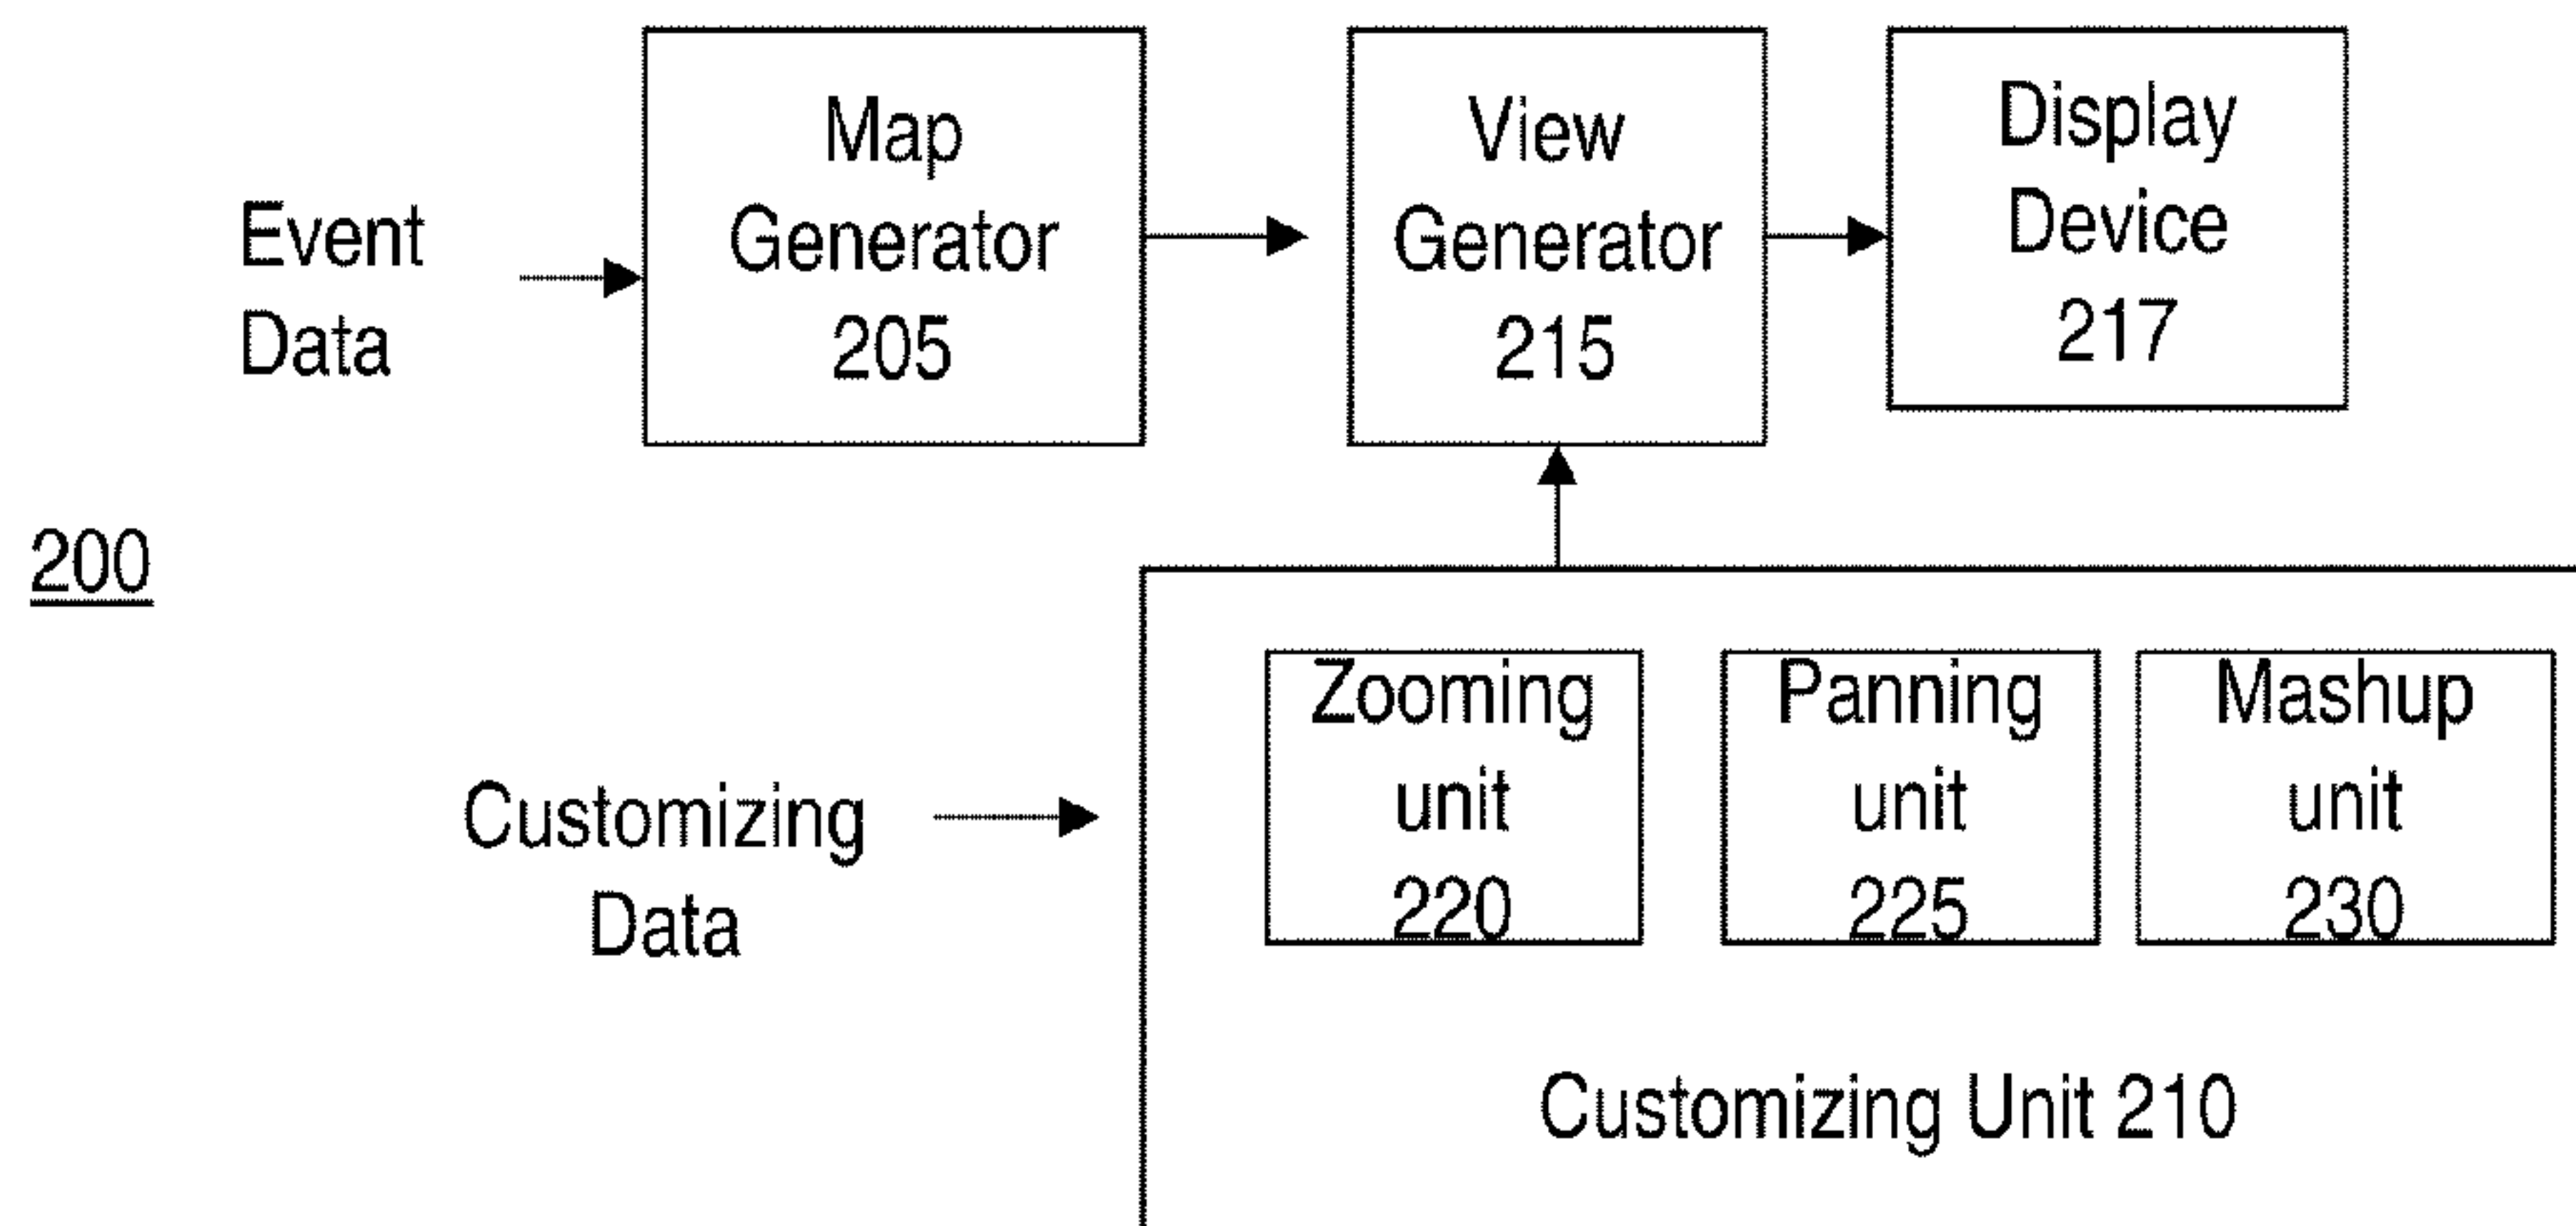 Event
Data
Map
Generator
205
View
Generator
215
Display
Device
217
200
Customizing
Data
Zooming
unit
220
Panning
unit
225
Mashup
unit
230
Customizing Unit 210